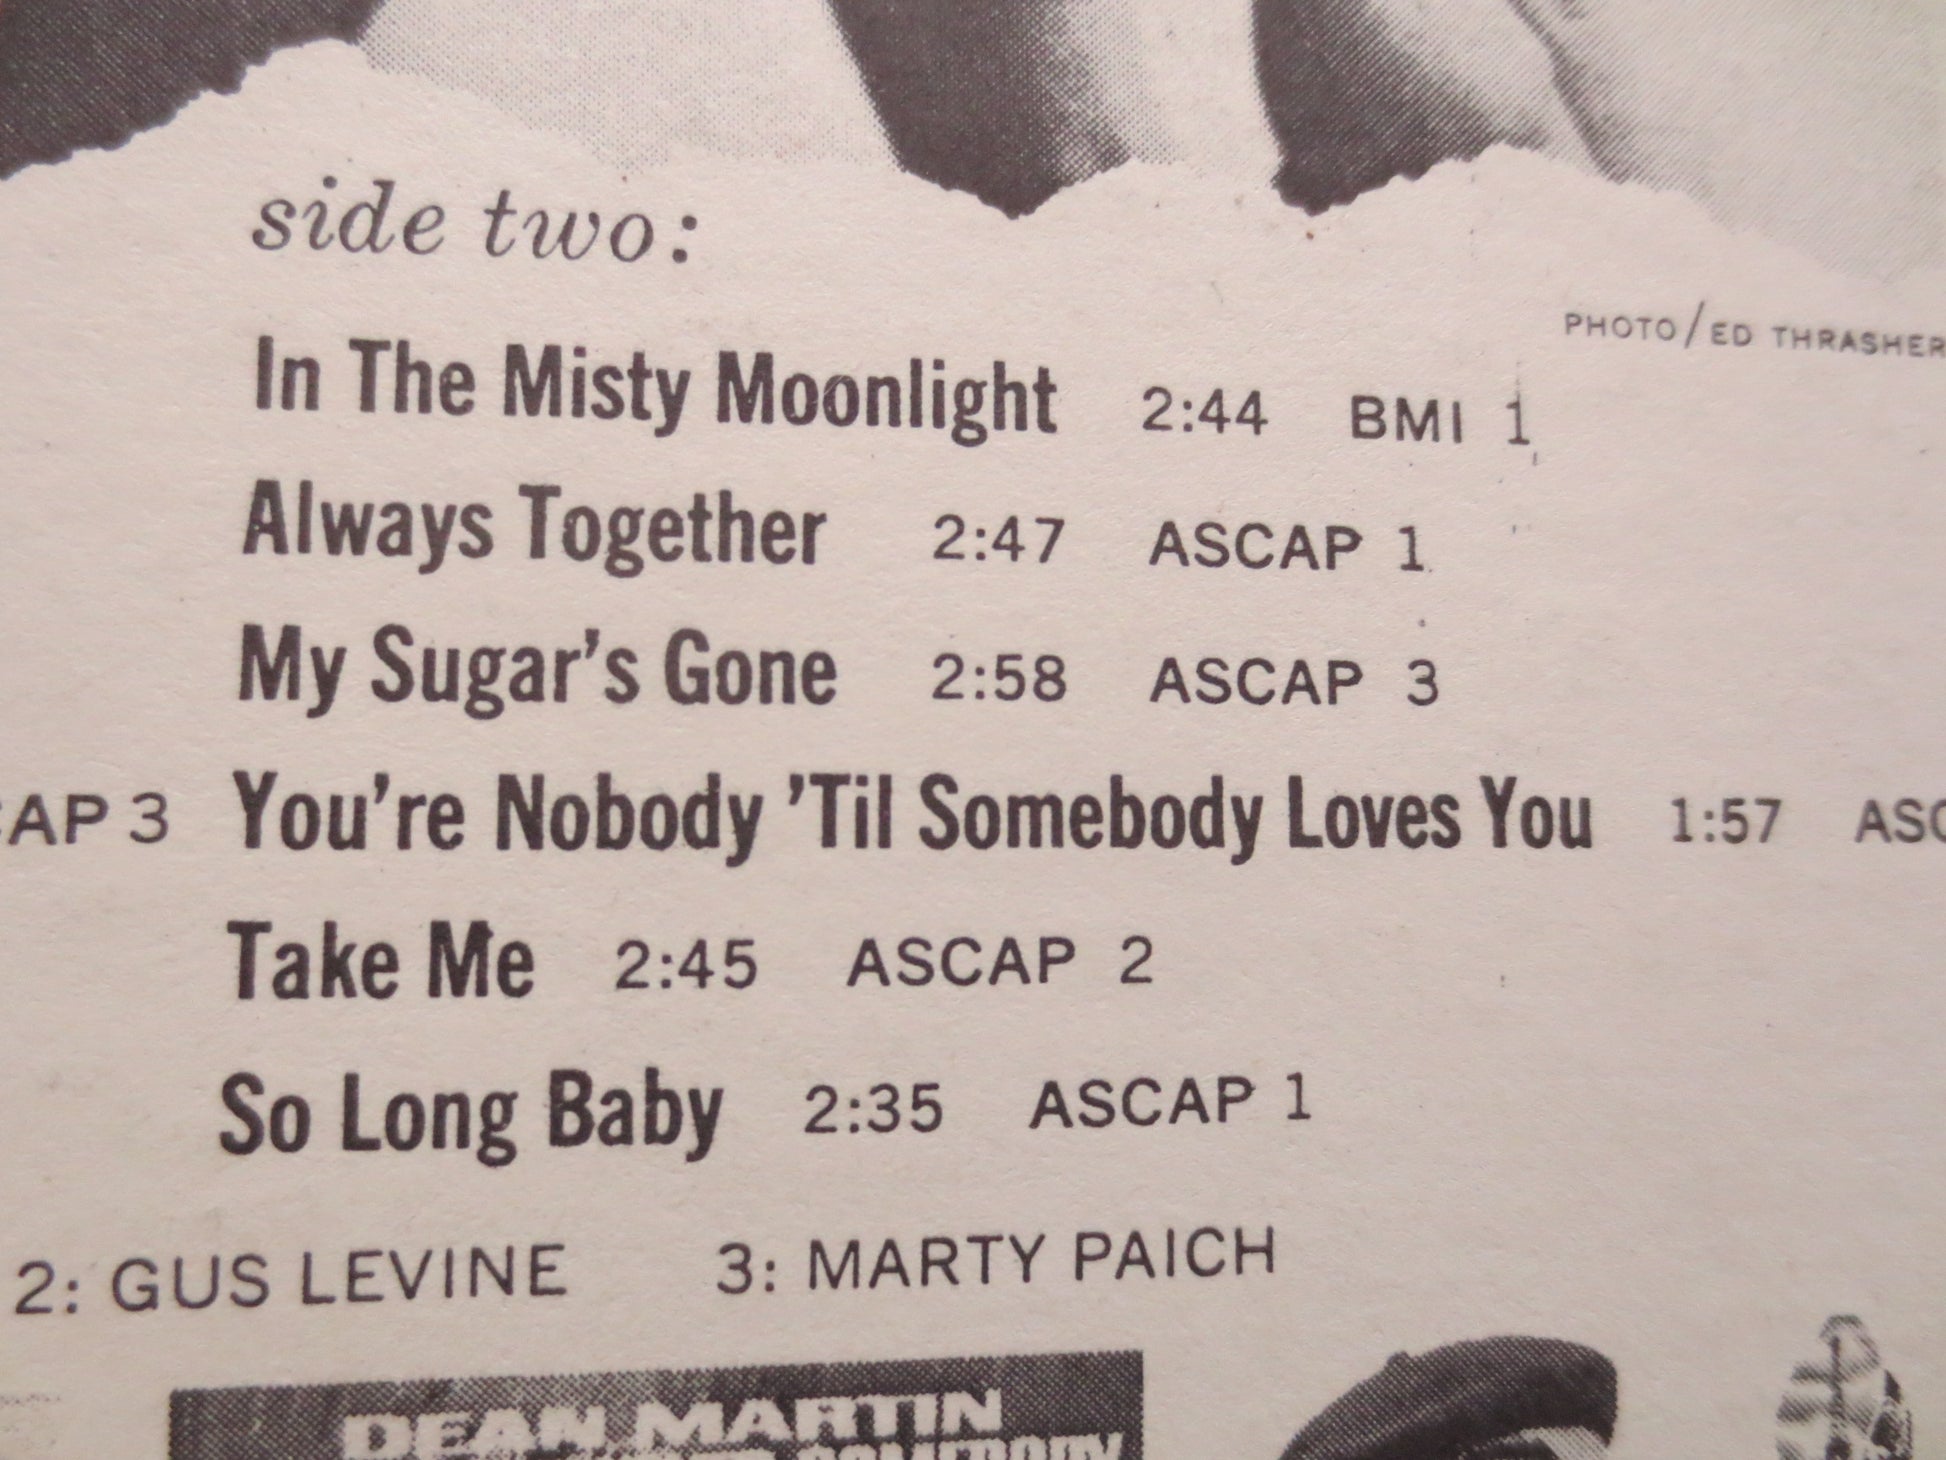 side two:
PHOTO/ED THRASHER
In The Misty Moonlight 2:44 BMI 1
Always Together 2:47 ASCAP 1
My Sugar's Gone 2:58 ASCAP 3
CAP 3 You're Nobody 'Til Somebody Loves You 1:57 ASC
Take Me 2:45 ASCAP 2
So Long Baby 2:35 ASCAP 1
2: GUS LEVINE 3: MARTY PAICH
DEAN MARTIN